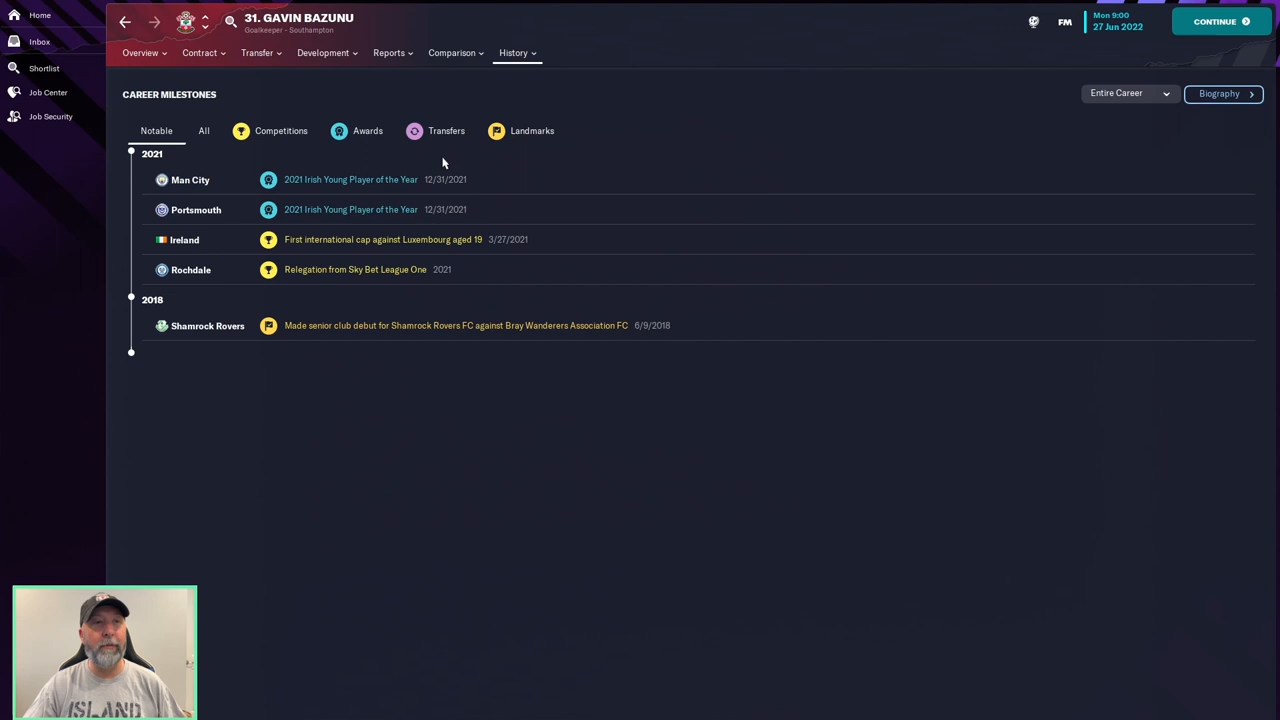 Home
Inbox
Shortlist
Job Center
Job Security
31. GAVIN BAZUNU
Goalkeeper - Southampton
FM
Mon 9:00
27 Jun 2022
CONTINUE
Overview
Contract
Transfer
Development
Reports
Comparison
History
CAREER MILESTONES
Entire Career
Biography
Notable
All
Competitions
Awards
Transfers
Landmarks
2021
Man City 2021 Irish Young Player of the Year 12/31/2021
Portsmouth 2021 Irish Young Player of the Year 12/31/2021
Ireland First international cap against Luxembourg aged 19 3/27/2021
Rochdale Relegation from Sky Bet League One 2021
2018
Shamrock Rovers Made senior club debut for Shamrock Rovers FC against Bray Wanderers Association FC 6/9/2018
ISLAND